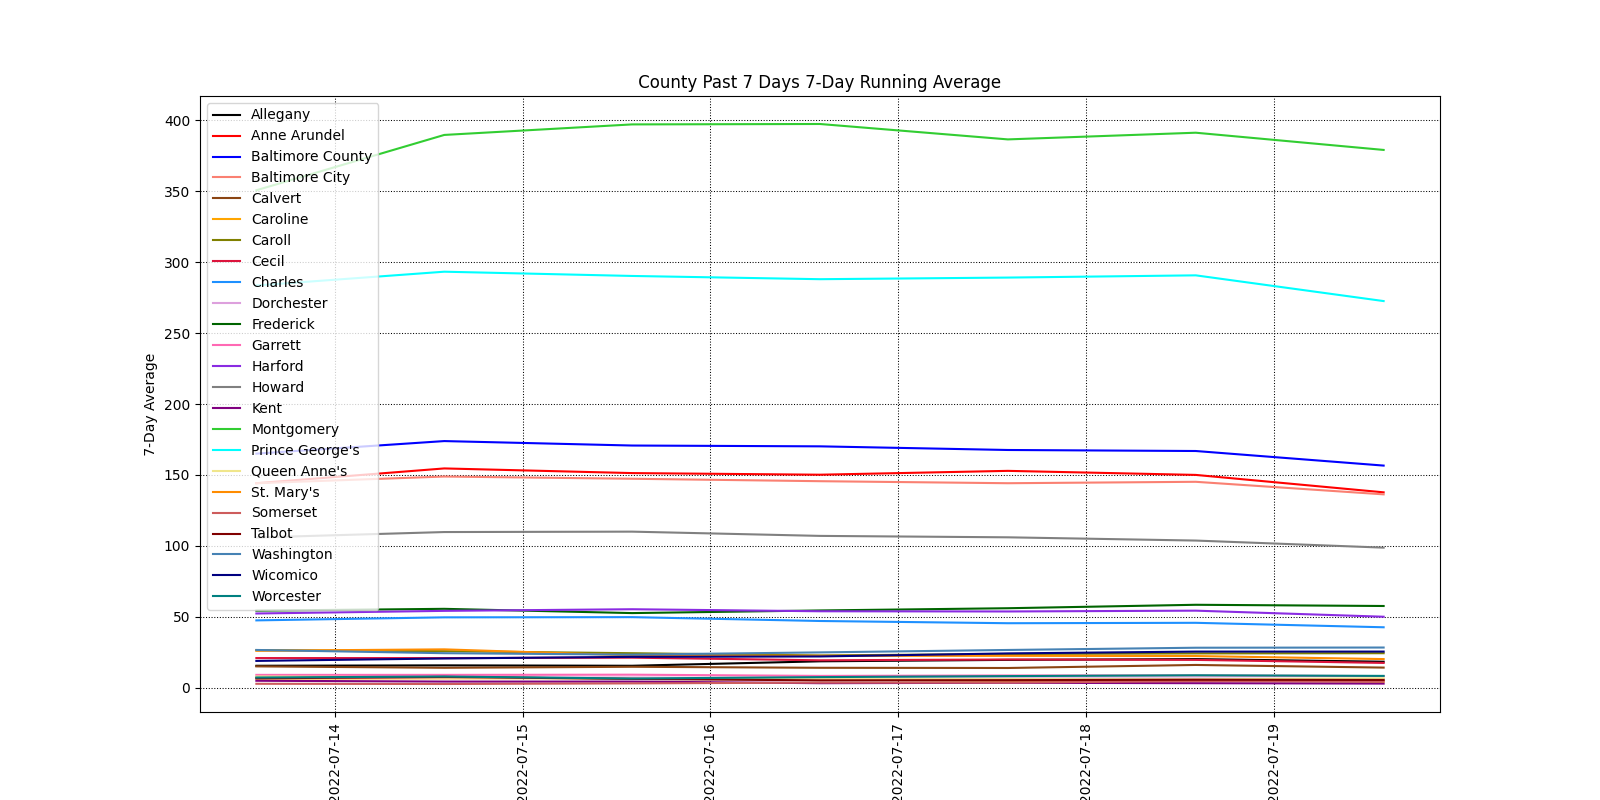 County Past 7 Days 7-Day Running Average
400
350
300
250
200
150
100
50
0
7-Day Average
Allegany
Anne Arundel
Baltimore County
Baltimore City
Calvert
Caroline
Caroll
Cecil
Charles
Dorchester
Frederick
Garrett
Harford
Howard
Kent
Montgomery
Prince George's
Queen Anne's
St. Mary's
Somerset
Talbot
Washington
Wicomico
Worcester
2022-07-14
2022-07-15
2022-07-16
2022-07-17
2022-07-18
2022-07-19